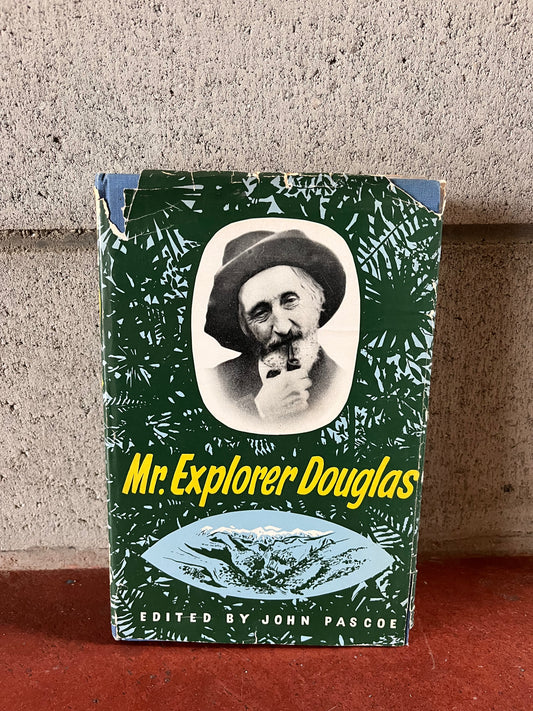 Mr. Explorer Douglas
EDITED BY JOHN PASCOE